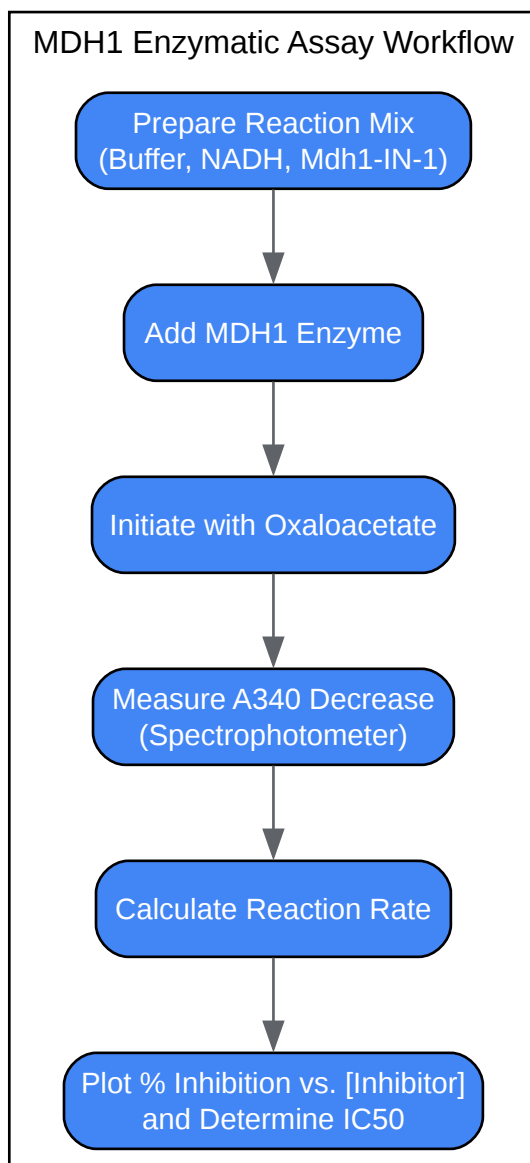 MDH1 Enzymatic Assay Workflow
Prepare Reaction Mix
(Buffer, NADH, Mdh1-IN-1)
Add MDH1 Enzyme
Initiate with Oxaloacetate
Measure A340 Decrease
(Spectrophotometer)
Calculate Reaction Rate
Plot % Inhibition vs. [Inhibitor]
and Determine IC50